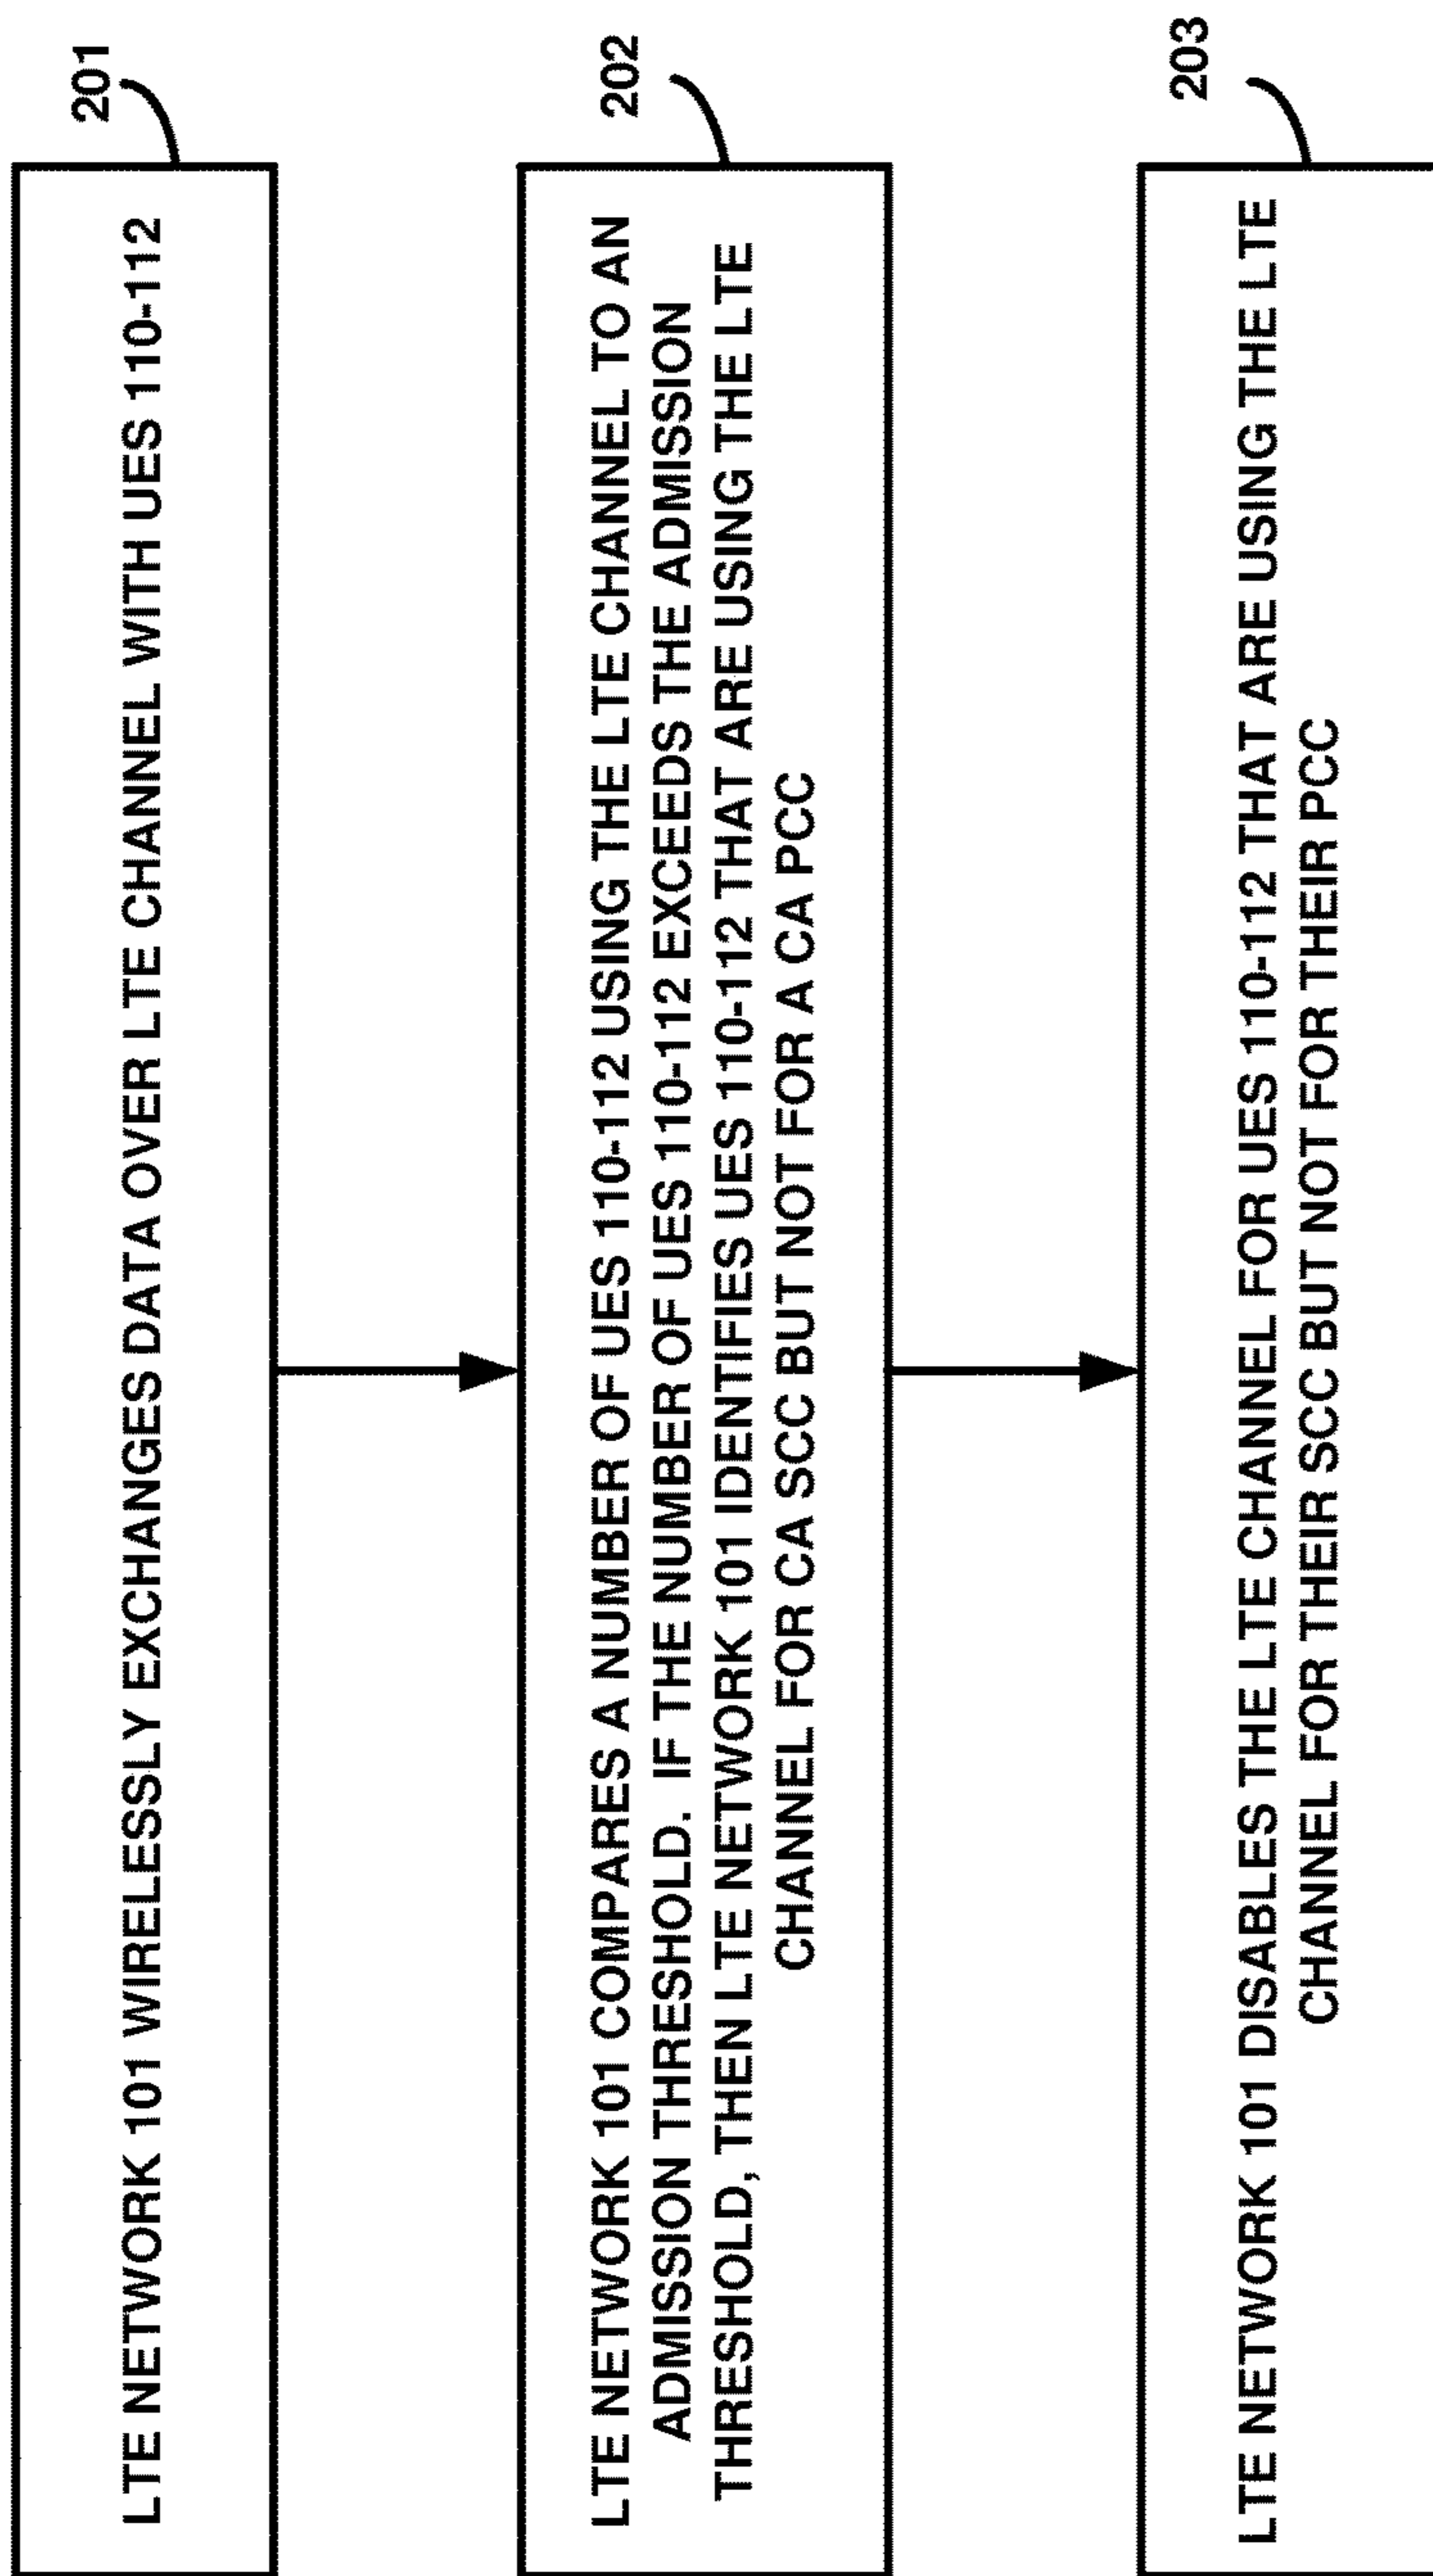 201
LTE NETWORK 101 WIRELESSLY EXCHANGES DATA OVER LTE CHANNEL WITH UES 110-112
202
LTE NETWORK 101 COMPARES A NUMBER OF UES 110-112 USING THE LTE CHANNEL TO AN
ADMISSION THRESHOLD. IF THE NUMBER OF UES 110-112 EXCEEDS THE ADMISSION
THRESHOLD, THEN LTE NETWORK 101 IDENTIFIES UES 110-112 THAT ARE USING THE LTE
CHANNEL FOR CA SCC BUT NOT FOR A CA PCC
203
LTE NETWORK 101 DISABLES THE LTE CHANNEL FOR UES 110-112 THAT ARE USING THE LTE
CHANNEL FOR THEIR SCC BUT NOT FOR THEIR PCC